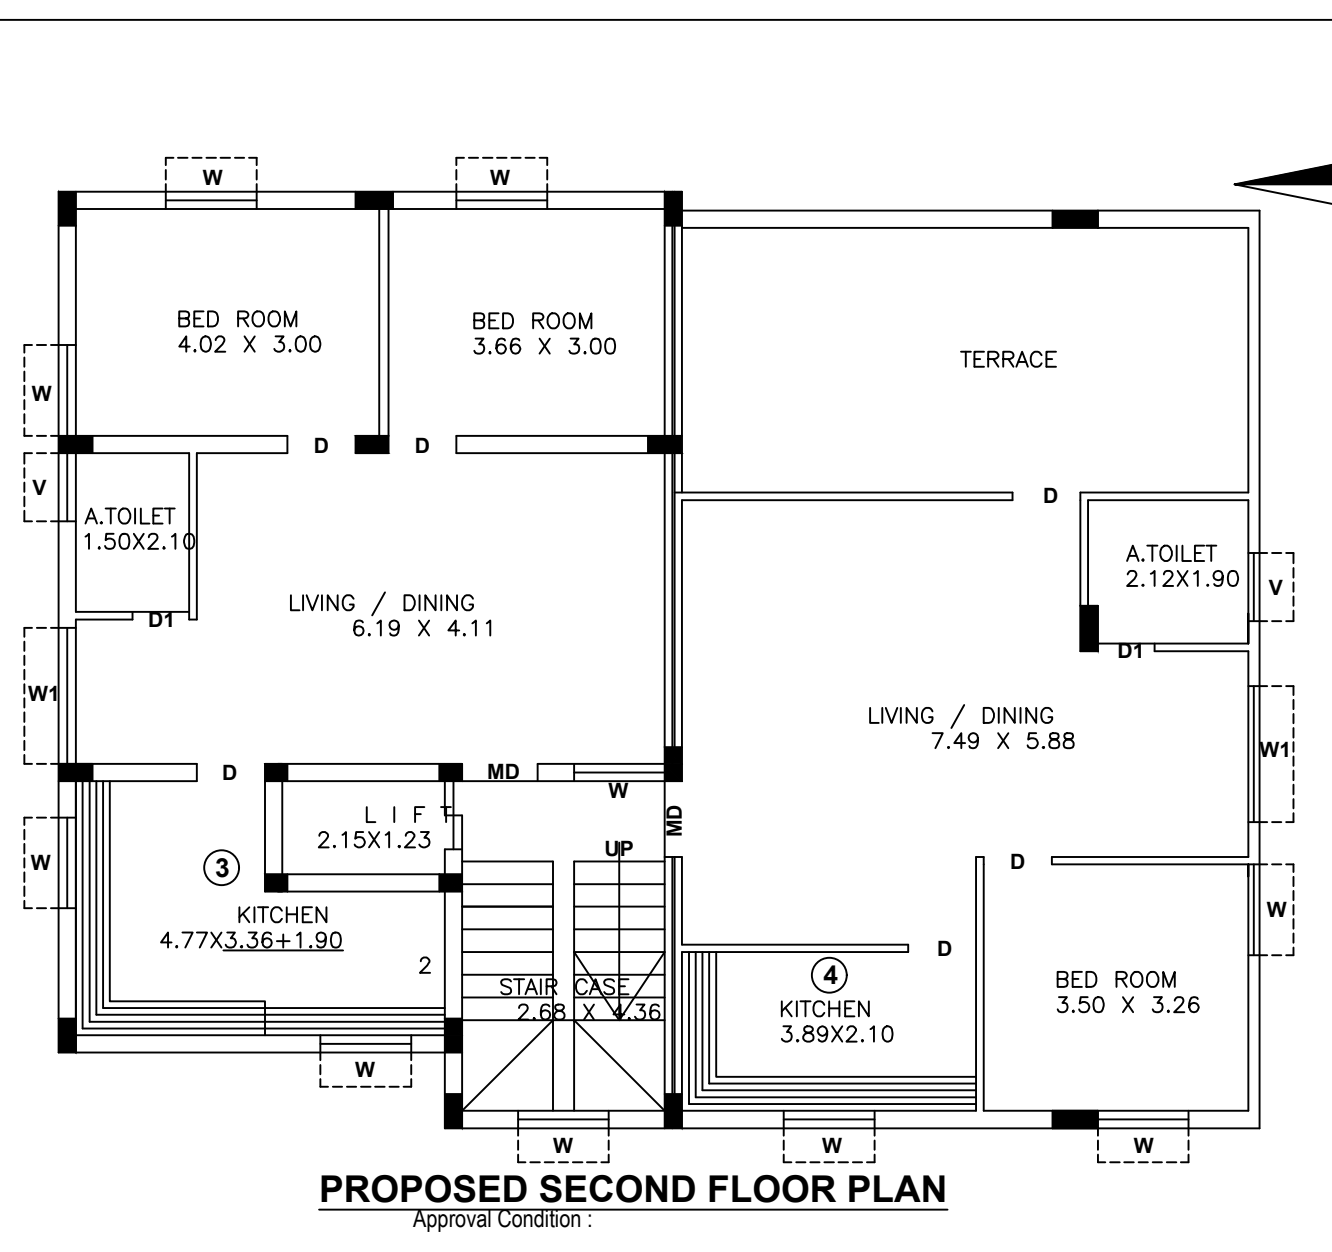 W
W
BED ROOM
4.02 X 3.00
BED ROOM
3.66 X 3.00
TERRACE
W
D
D
V
D
A.TOILET
1.50X2.10
A.TOILET
2.12X1.90
V
LIVING / DINING
6.19 X 4.11
D1
D1
W1
LIVING / DINING
7.49 X 5.88
W1
D
MD
W
L I F T
2.15X1.23
MD
UP
W
3
D
W
KITCHEN
4.77X3.36+1.90
2
D
STAIR CASE
2.68 X 4.36
4
KITCHEN
3.89X2.10
BED ROOM
3.50 X 3.26
W
W
W
W
PROPOSED SECOND FLOOR PLAN
Approval Condition :